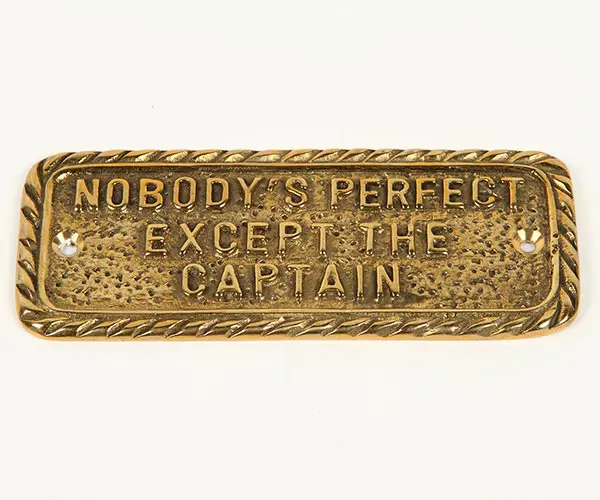 NOBODY'S PERFECT
EXCEPT THE
CAPTAIN